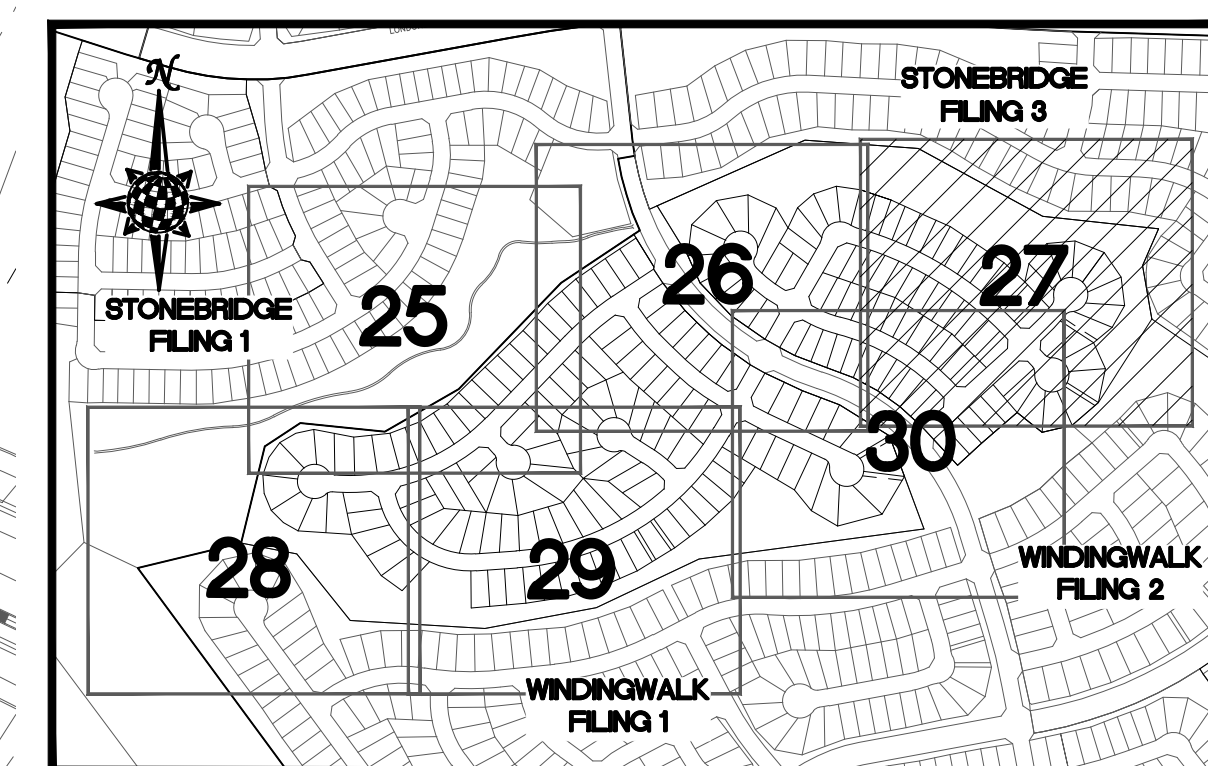 N
STONEBRIDGE
FILING 3
26
27
25
STONEBRIDGE
FILING 1
30
28
29
WINDINGWALK
FILING 2
WINDINGWALK
FILING 1